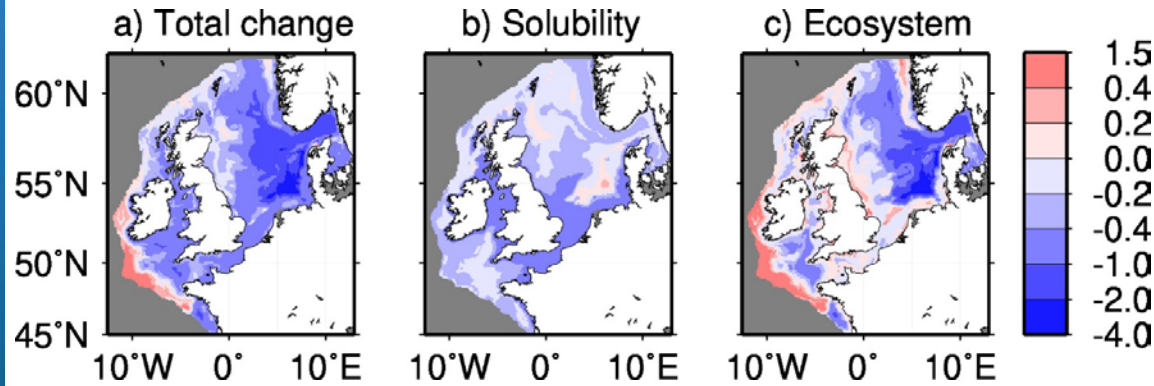 a) Total change b) Solubility c) Ecosystem
60˚N
55˚N
50˚N
45˚N
10˚W 0˚ 10˚E 10˚W 0˚ 10˚E 10˚W 0˚ 10˚E
1.5
0.4
0.2
0.0
-0.2
-0.4
-1.0
-2.0
-4.0